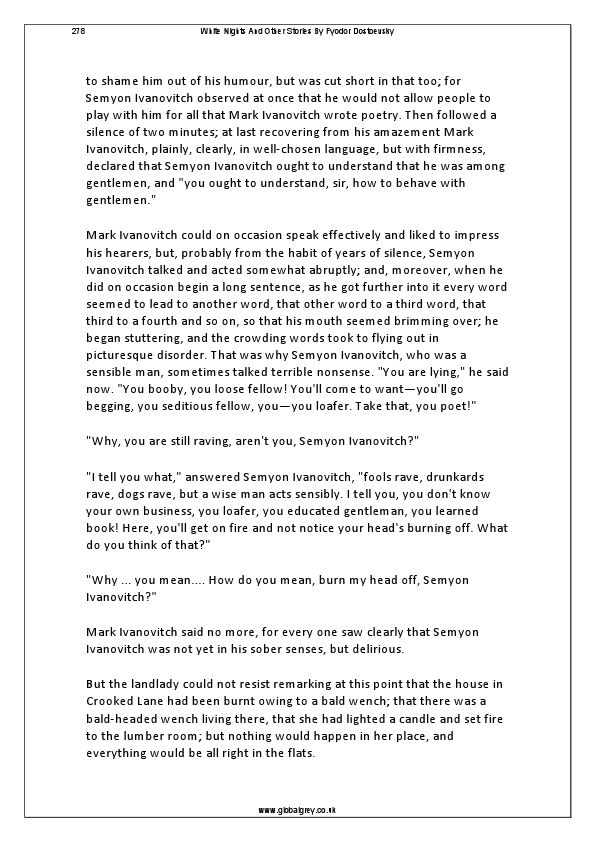 278
White Nights And Other Stories By Fyodor Dostoevsky
to shame him out of his humour, but was cut short in that too; for
Semyon Ivanovitch observed at once that he would not allow people to
play with him for all that Mark Ivanovitch wrote poetry. Then followed a
silence of two minutes; at last recovering from his amazement Mark
Ivanovitch, plainly, clearly, in well-chosen language, but with firmness,
declared that Semyon Ivanovitch ought to understand that he was among
gentlemen, and "you ought to understand, sir, how to behave with
gentlemen."
Mark Ivanovitch could on occasion speak effectively and liked to impress
his hearers, but, probably from the habit of years of silence, Semyon
Ivanovitch talked and acted somewhat abruptly; and, moreover, when he
did on occasion begin a long sentence, as he got further into it every word
seemed to lead to another word, that other word to a third word, that
third to a fourth and so on, so that his mouth seemed brimming over; he
began stuttering, and the crowding words took to flying out in
picturesque disorder. That was why Semyon Ivanovitch, who was a
sensible man, sometimes talked terrible nonsense. "You are lying," he said
now. "You booby, you loose fellow! You'll come to want—you'll go
begging, you seditious fellow, you—you loafer. Take that, you poet!"
"Why, you are still raving, aren't you, Semyon Ivanovitch?"
"I tell you what," answered Semyon Ivanovitch, "fools rave, drunkards
rave, dogs rave, but a wise man acts sensibly. I tell you, you don't know
your own business, you loafer, you educated gentleman, you learned
book! Here, you'll get on fire and not notice your head's burning off. What
do you think of that?"
"Why ... you mean.... How do you mean, burn my head off, Semyon
Ivanovitch?"
Mark Ivanovitch said no more, for every one saw clearly that Semyon
Ivanovitch was not yet in his sober senses, but delirious.
But the landlady could not resist remarking at this point that the house in
Crooked Lane had been burnt owing to a bald wench; that there was a
bald-headed wench living there, that she had lighted a candle and set fire
to the lumber room; but nothing would happen in her place, and
everything would be all right in the flats.
www.globalgrey.co.uk